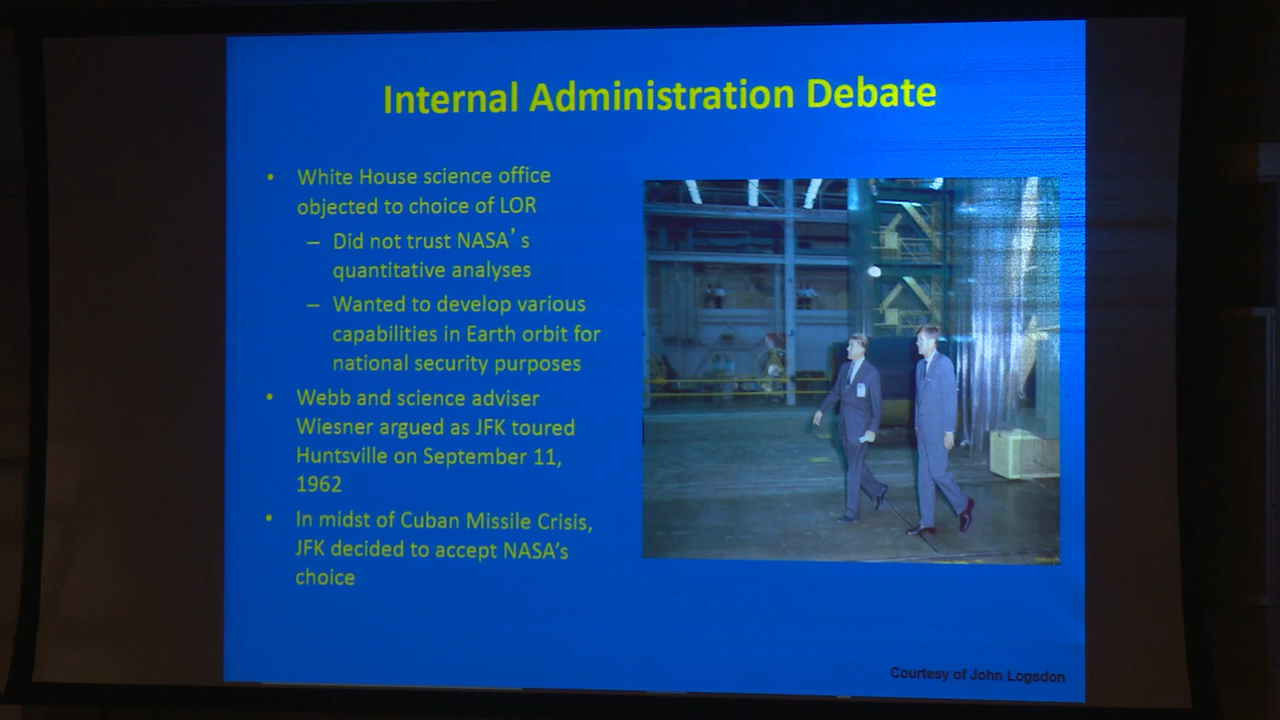 Internal Administration Debate
• White House science office
objected to choice of LOR
– Did not trust NASA's
quantitative analyses
– Wanted to develop various
capabilities in Earth orbit for
national security purposes
• Webb and science adviser
Wiesner argued as JFK toured
Huntsville on September 11,
1962
• In midst of Cuban Missile Crisis,
JFK decided to accept NASA's
choice
Courtesy of John Logsdon